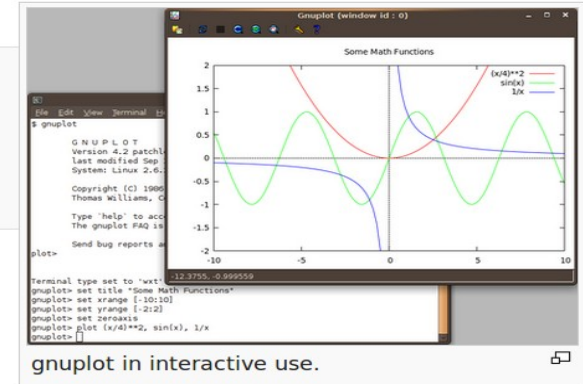 Gnuplot (window id : 0)
Some Math Functions
(x/4)**2
sin(x)
1/x
2
1.5
1
0.5
0
-0.5
-1
-1.5
-2
-10
-5
0
5
10
-12.3755, -0.999559
File Edit View Terminal
$ gnuplot
G N U P L O T
Version 4.2
last modified Sep
System: Linux 2.6.
Copyright (C) 1986
Thomas Williams,
Type `help` to
The gnuplot FAQ is
Send bug reports
plot>
Terminal type set to 'wxt'
gnuplot> set title "Some Math Functions"
gnuplot> set xrange [-10:10]
gnuplot> set yrange [-2:2]
gnuplot> set zeroaxis
gnuplot> plot (x/4)**2, sin(x), 1/x
gnuplot>
gnuplot in interactive use.